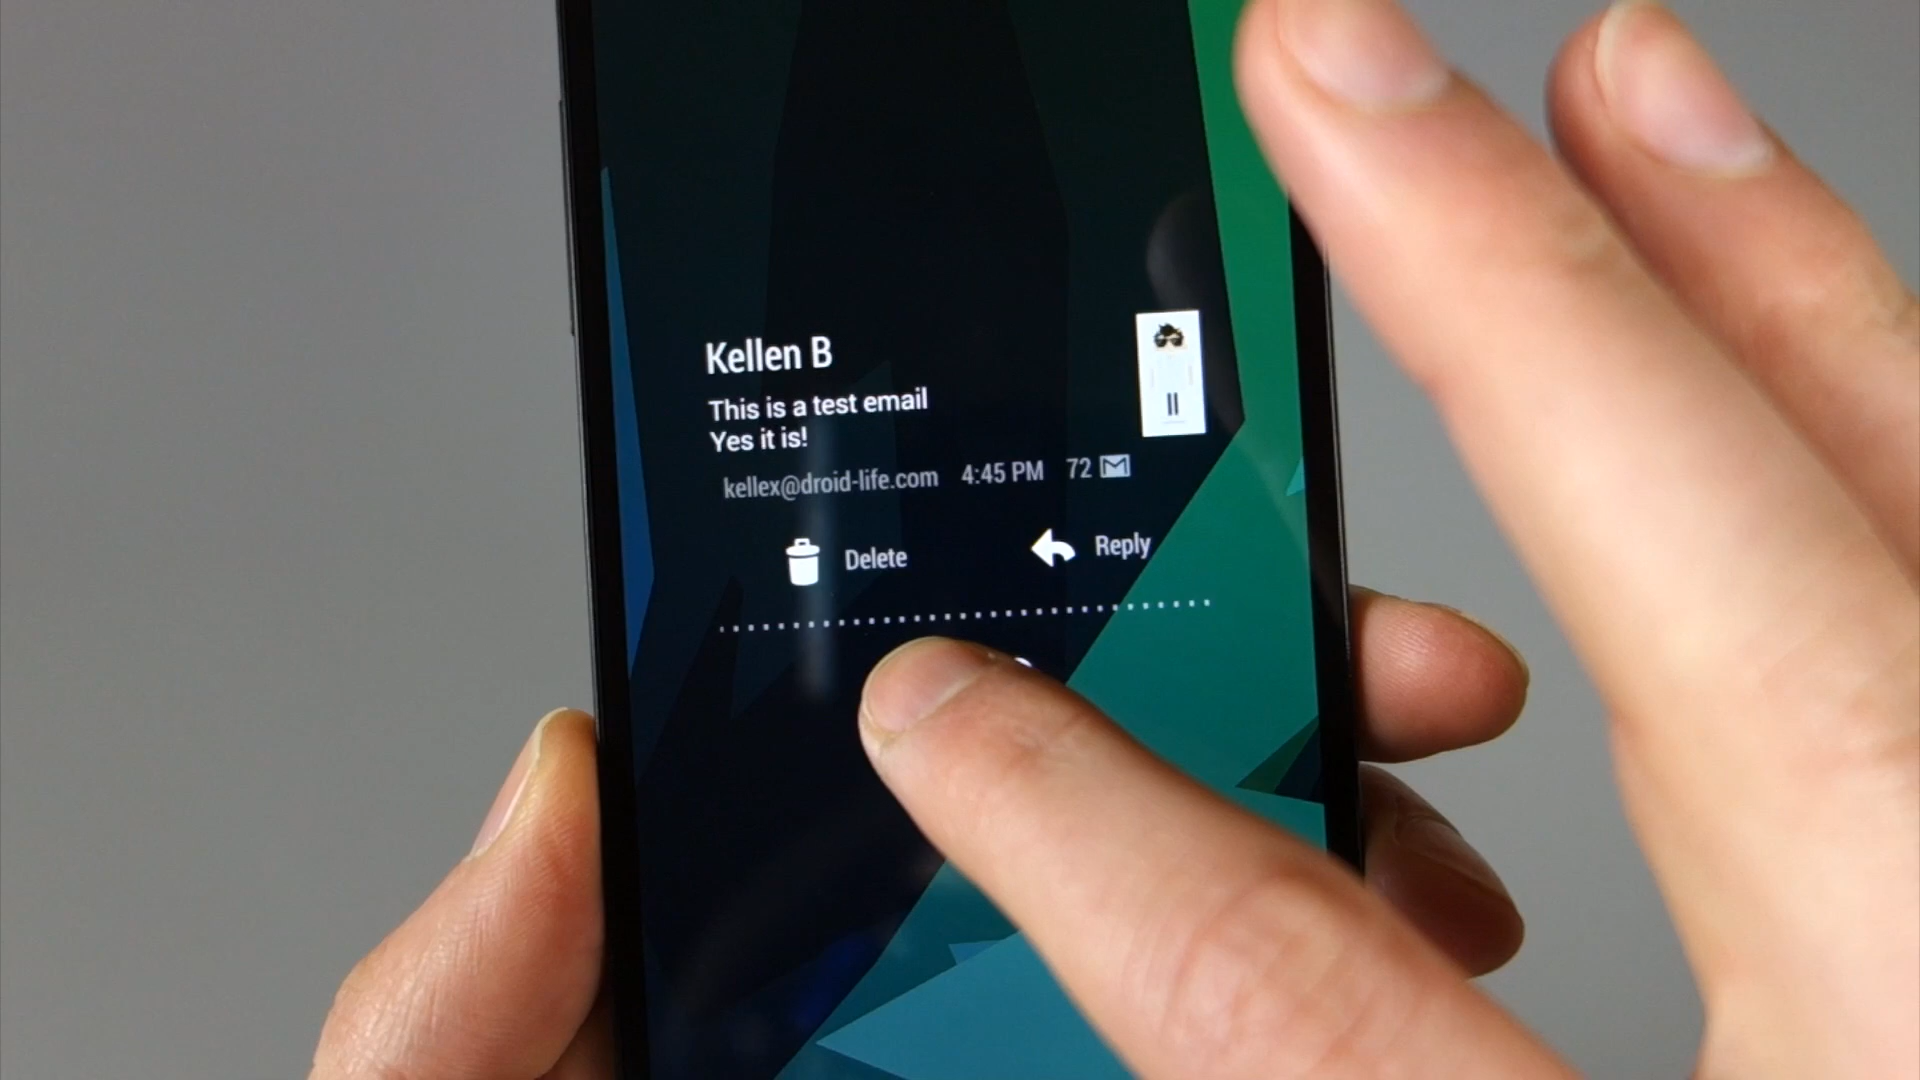 Kellen B
This is a test email
Yes it is!
kellex@droid-life.com 4:45 PM 72
Delete Reply